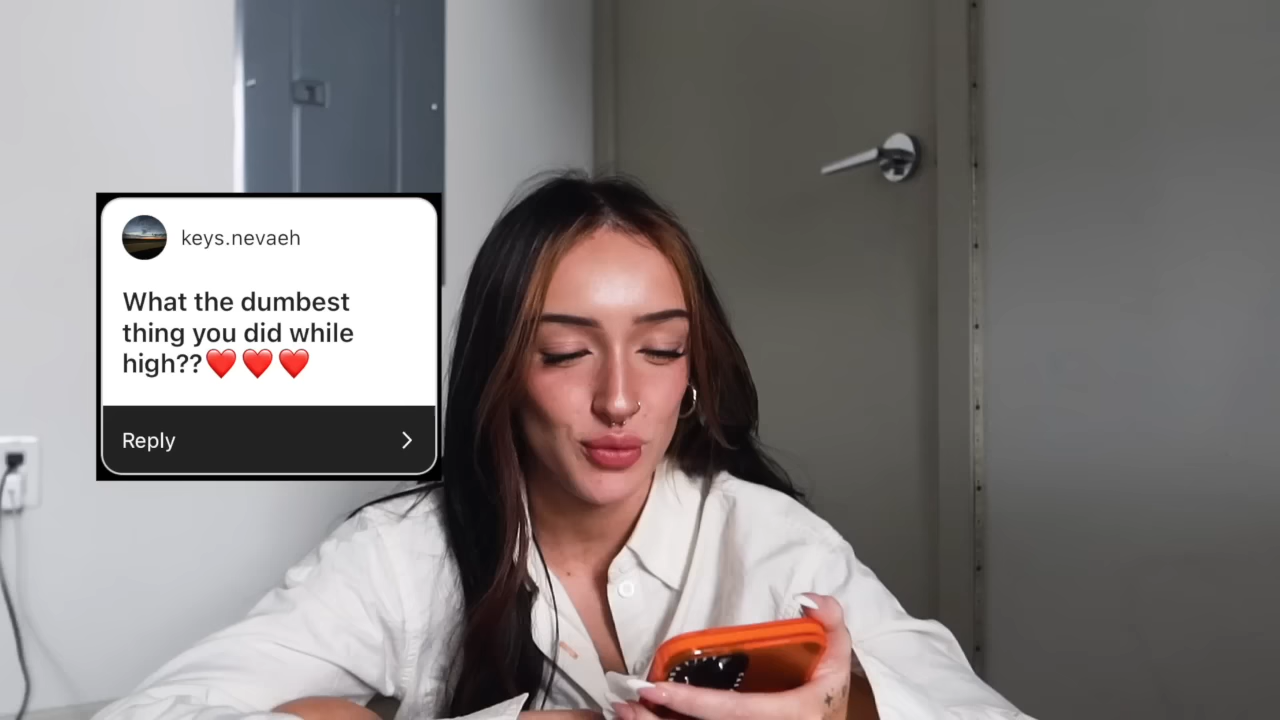 keys.nevaeh
What the dumbest
thing you did while
high??❤️❤️❤️
Reply